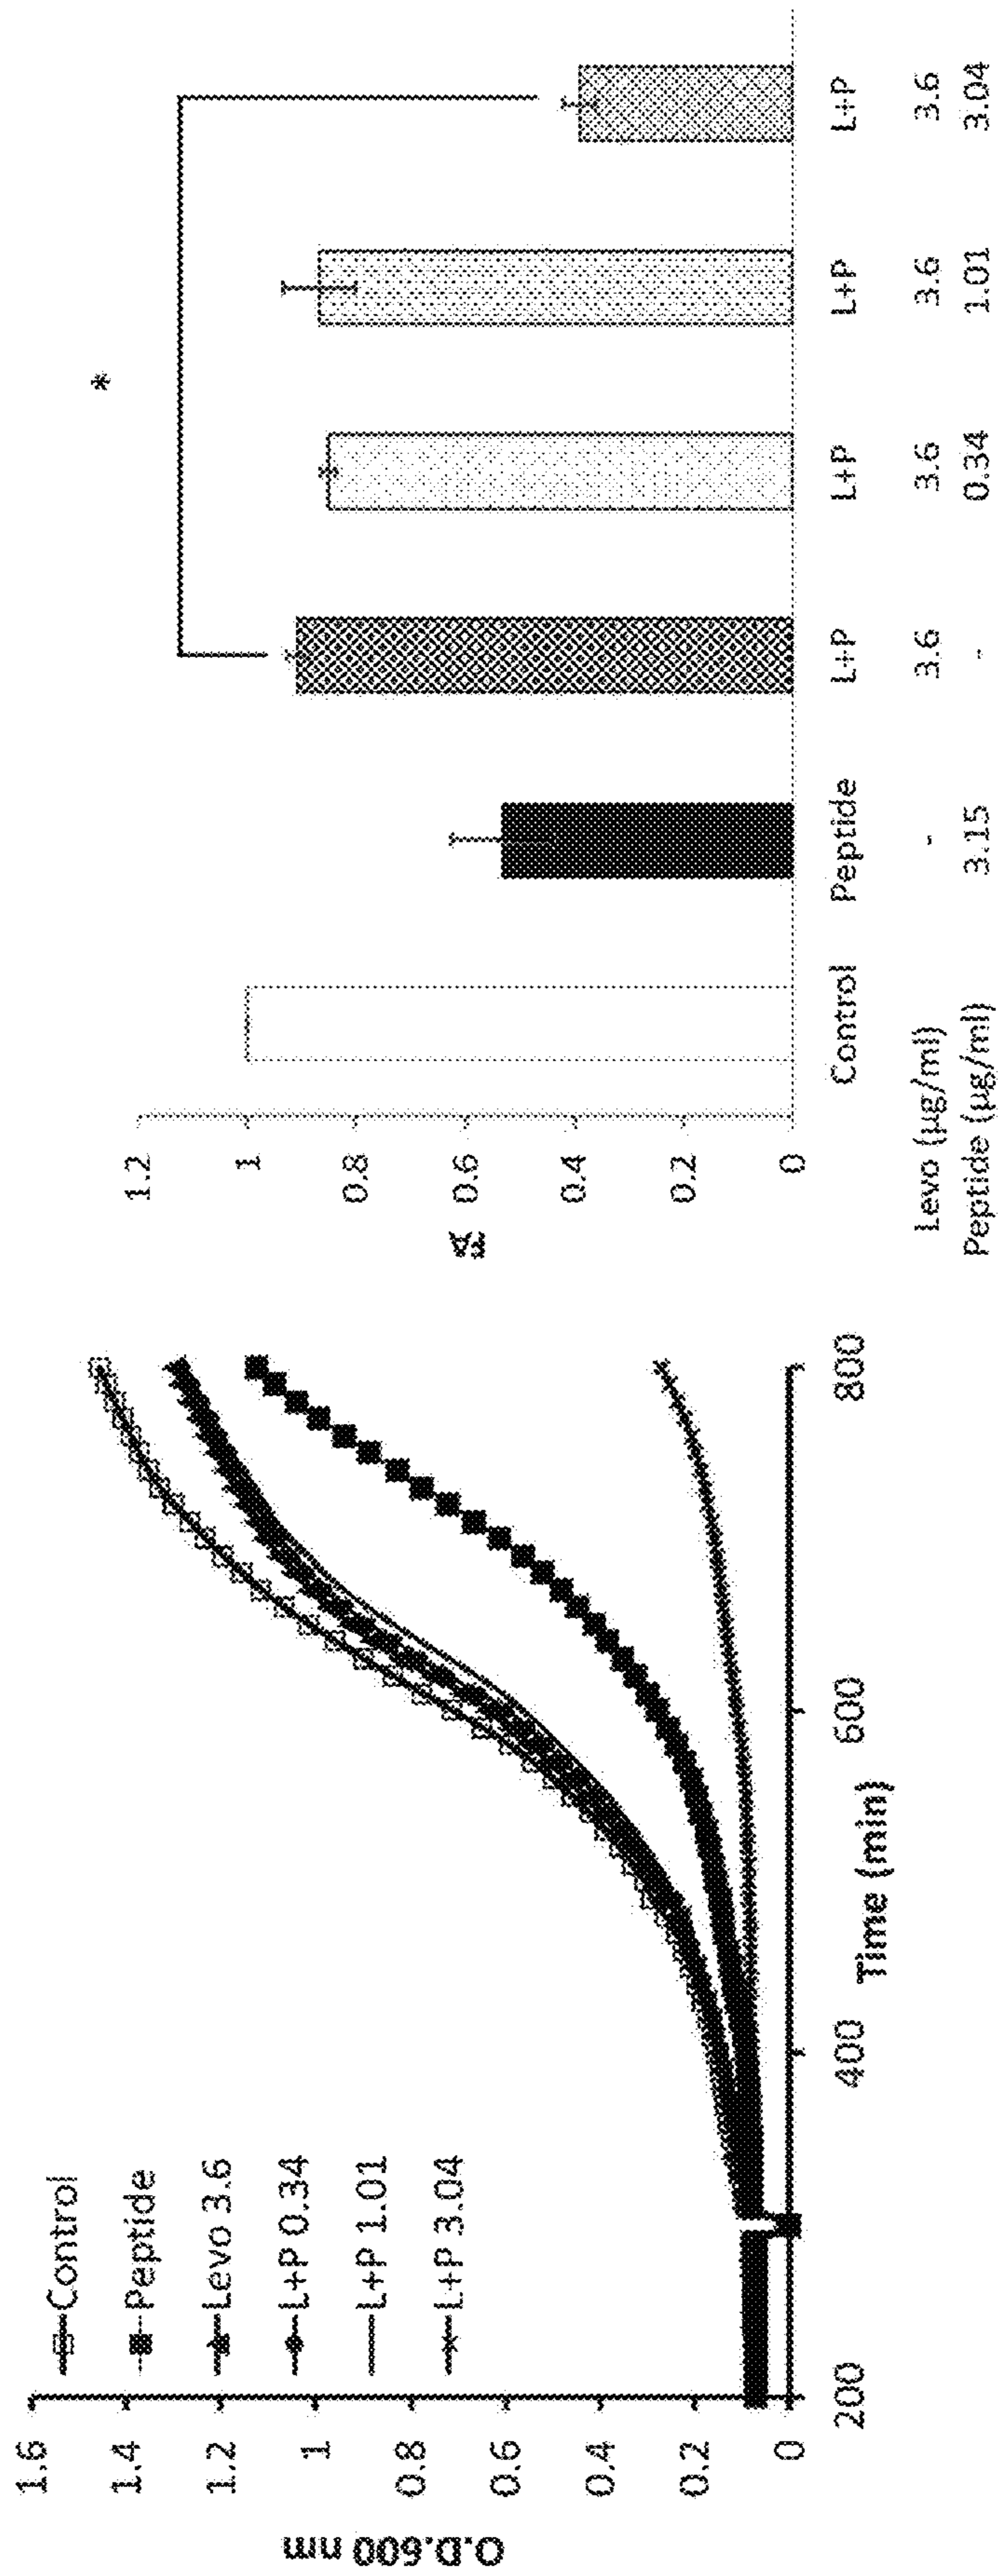 O.D.600 nm
1.6
1.4
1.2
1
0.8
0.6
0.4
0.2
0
Control
Peptide
Levo 3.6
L+P 0.34
L+P 1.01
L+P 3.04
200
400
600
800
Time (min)
FA
1.2
1
0.8
0.6
0.4
0.2
0
*
Control Peptide L+P L+P L+P L+P
Levo (µg/ml) - 3.6 3.6 3.6 3.6
Peptide (µg/ml) 3.15 - 0.34 1.01 3.04